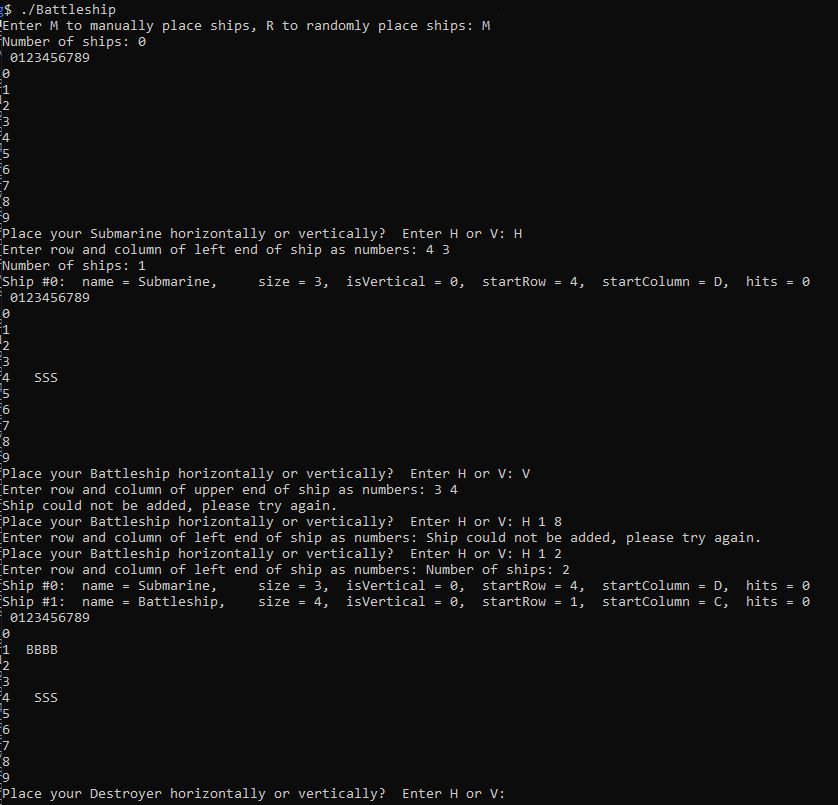 $ ./Battleship
Enter M to manually place ships, R to randomly place ships: M
Number of ships: 0
 0123456789
0
1
2
3
4
5
6
7
8
9
Place your Submarine horizontally or vertically?  Enter H or V: H
Enter row and column of left end of ship as numbers: 4 3
Number of ships: 1
Ship #0:  name = Submarine,     size = 3,  isVertical = 0,  startRow = 4,  startColumn = D,  hits = 0
 0123456789
0
1
2
3
4   SSS
5
6
7
8
9
Place your Battleship horizontally or vertically?  Enter H or V: V
Enter row and column of upper end of ship as numbers: 3 4
Ship could not be added, please try again.
Place your Battleship horizontally or vertically?  Enter H or V: H 1 8
Enter row and column of left end of ship as numbers: Ship could not be added, please try again.
Place your Battleship horizontally or vertically?  Enter H or V: H 1 2
Enter row and column of left end of ship as numbers: Number of ships: 2
Ship #0:  name = Submarine,     size = 3,  isVertical = 0,  startRow = 4,  startColumn = D,  hits = 0
Ship #1:  name = Battleship,    size = 4,  isVertical = 0,  startRow = 1,  startColumn = C,  hits = 0
 0123456789
0
1  BBBB
2
3
4   SSS
5
6
7
8
9
Place your Destroyer horizontally or vertically?  Enter H or V: